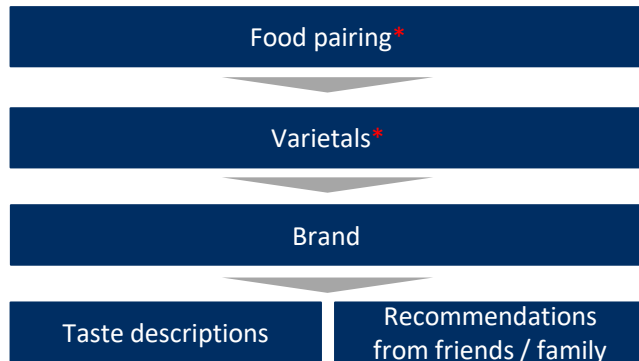 Food pairing*
Varietals*
Brand
Taste descriptions
Recommendations
from friends / family